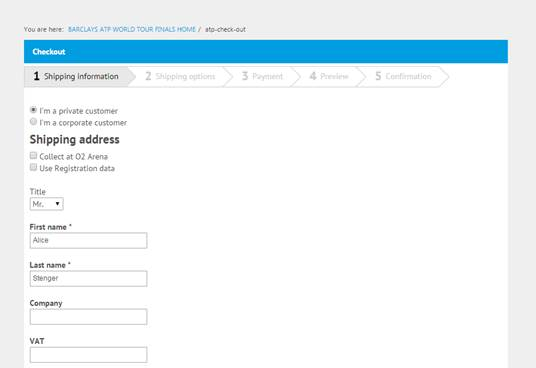 You are here: BARCLAYS ATP WORLD TOUR FINALS HOME / atp-check-out
Checkout
1 Shipping information 2 Shipping options 3 Payment 4 Preview 5 Confirmation
I'm a private customer
I'm a corporate customer
Shipping address
Collect at O2 Arena
Use Registration data
Title
Mr.
First name *
Alice
Last name *
Stenger
Company
VAT